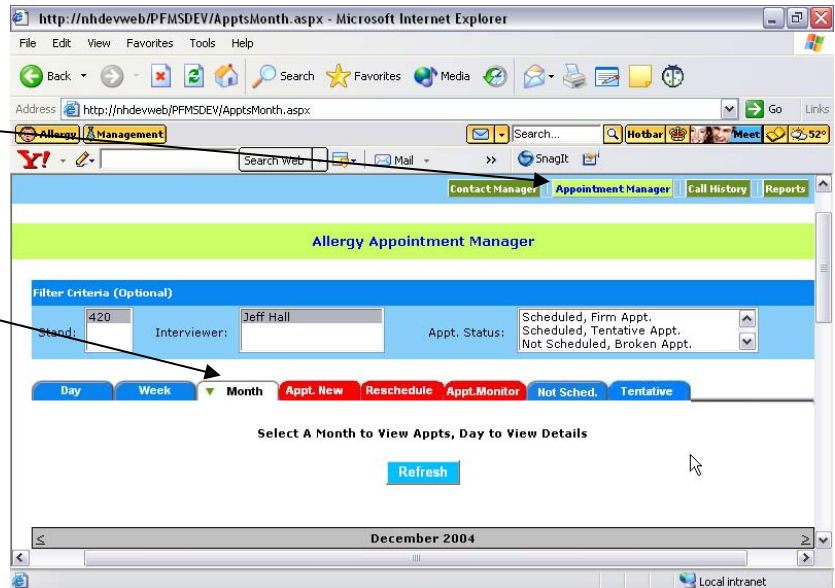 http://nhdevweb/PFMSDEV/ApptsMonth.aspx - Microsoft Internet Explorer
File Edit View Favorites Tools Help
Back Search Favorites Media
Address http://nhdevweb/PFMSDEV/ApptsMonth.aspx Go Links
Allergy Management Search... Hotbar Meet 52°
Y! Search Web Mail >> SnagIt
Contact Manager Appointment Manager Call History Reports
Allergy Appointment Manager
Filter Criteria (Optional)
Stand: 420 Interviewer: Jeff Hall Appt. Status: Scheduled, Firm Appt.
Scheduled, Tentative Appt.
Not Scheduled, Broken Appt.
Day Week Month Appt. New Reschedule Appt.Monitor Not Sched. Tentative
Select A Month to View Appts, Day to View Details
Refresh
< December 2004 >
Local intranet